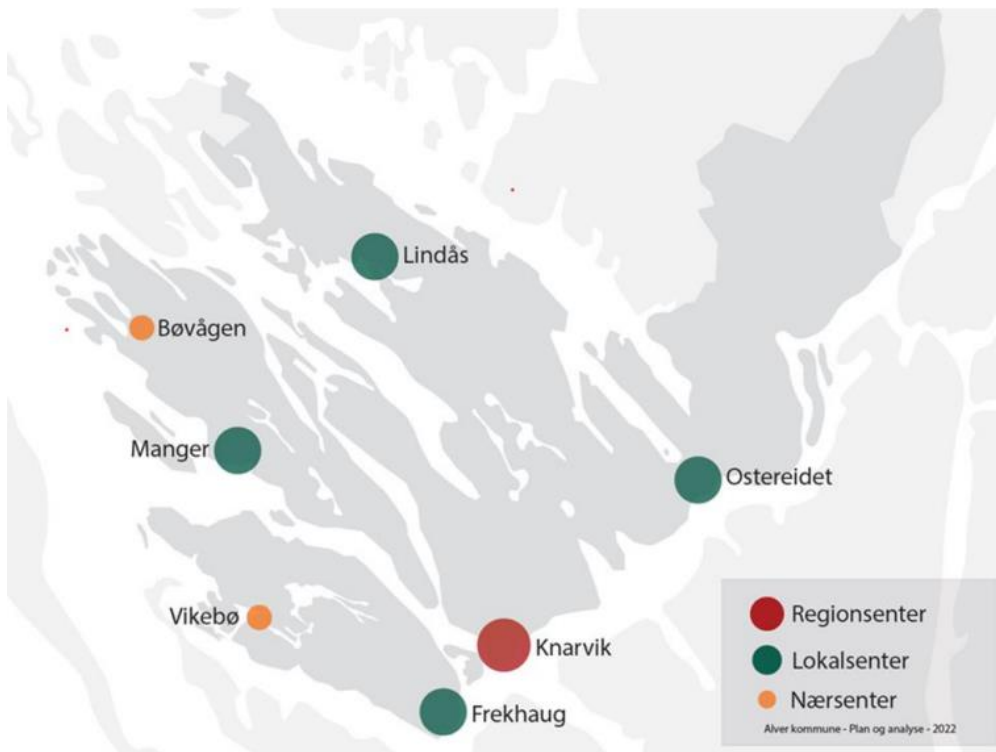 Lindås
Bøvågen
Manger
Ostereidet
Vikebø
Knarvik
Frekhaug
Regionsenter
Lokalsenter
Nærsenter
Alver kommune - Plan og analyse - 2022